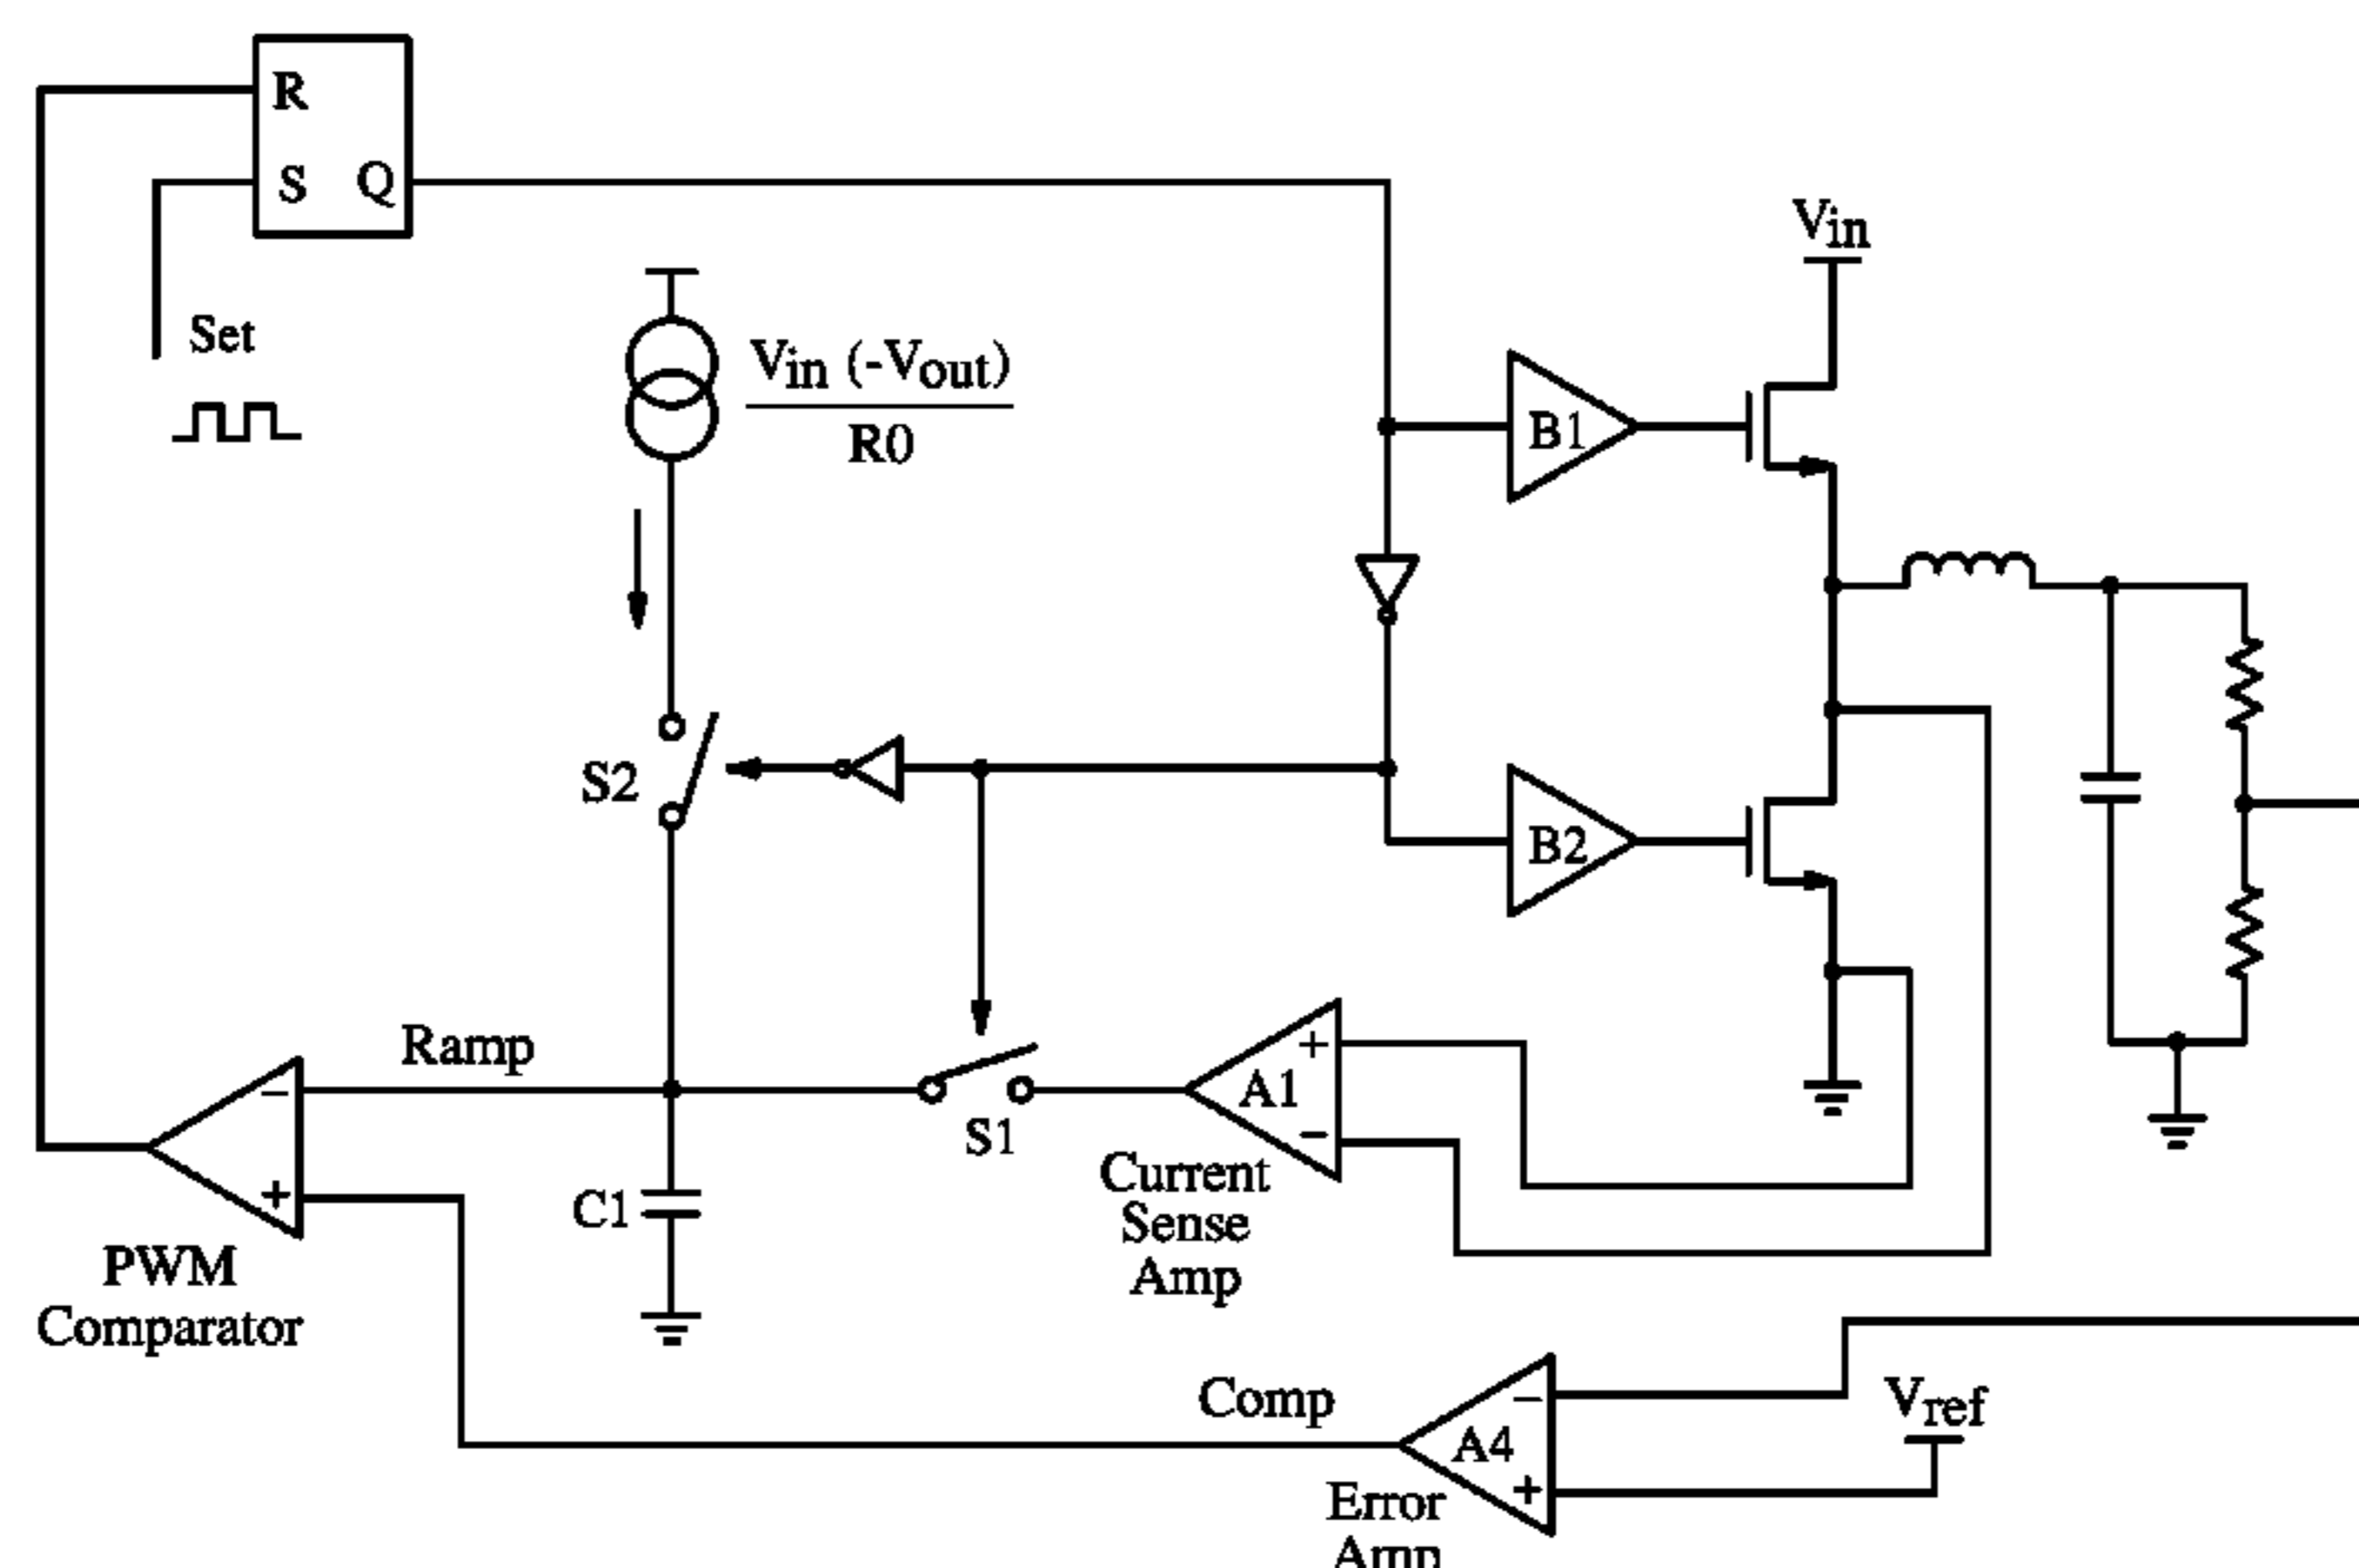 R
S Q
Set
Vin
Vin (-Vout)
R0
B1
S2
B2
Ramp
−
+
A1
−
S1
C1
+
Current
Sense
Amp
PWM
Comparator
Comp
−
A4
+
Vref
Error
Amp